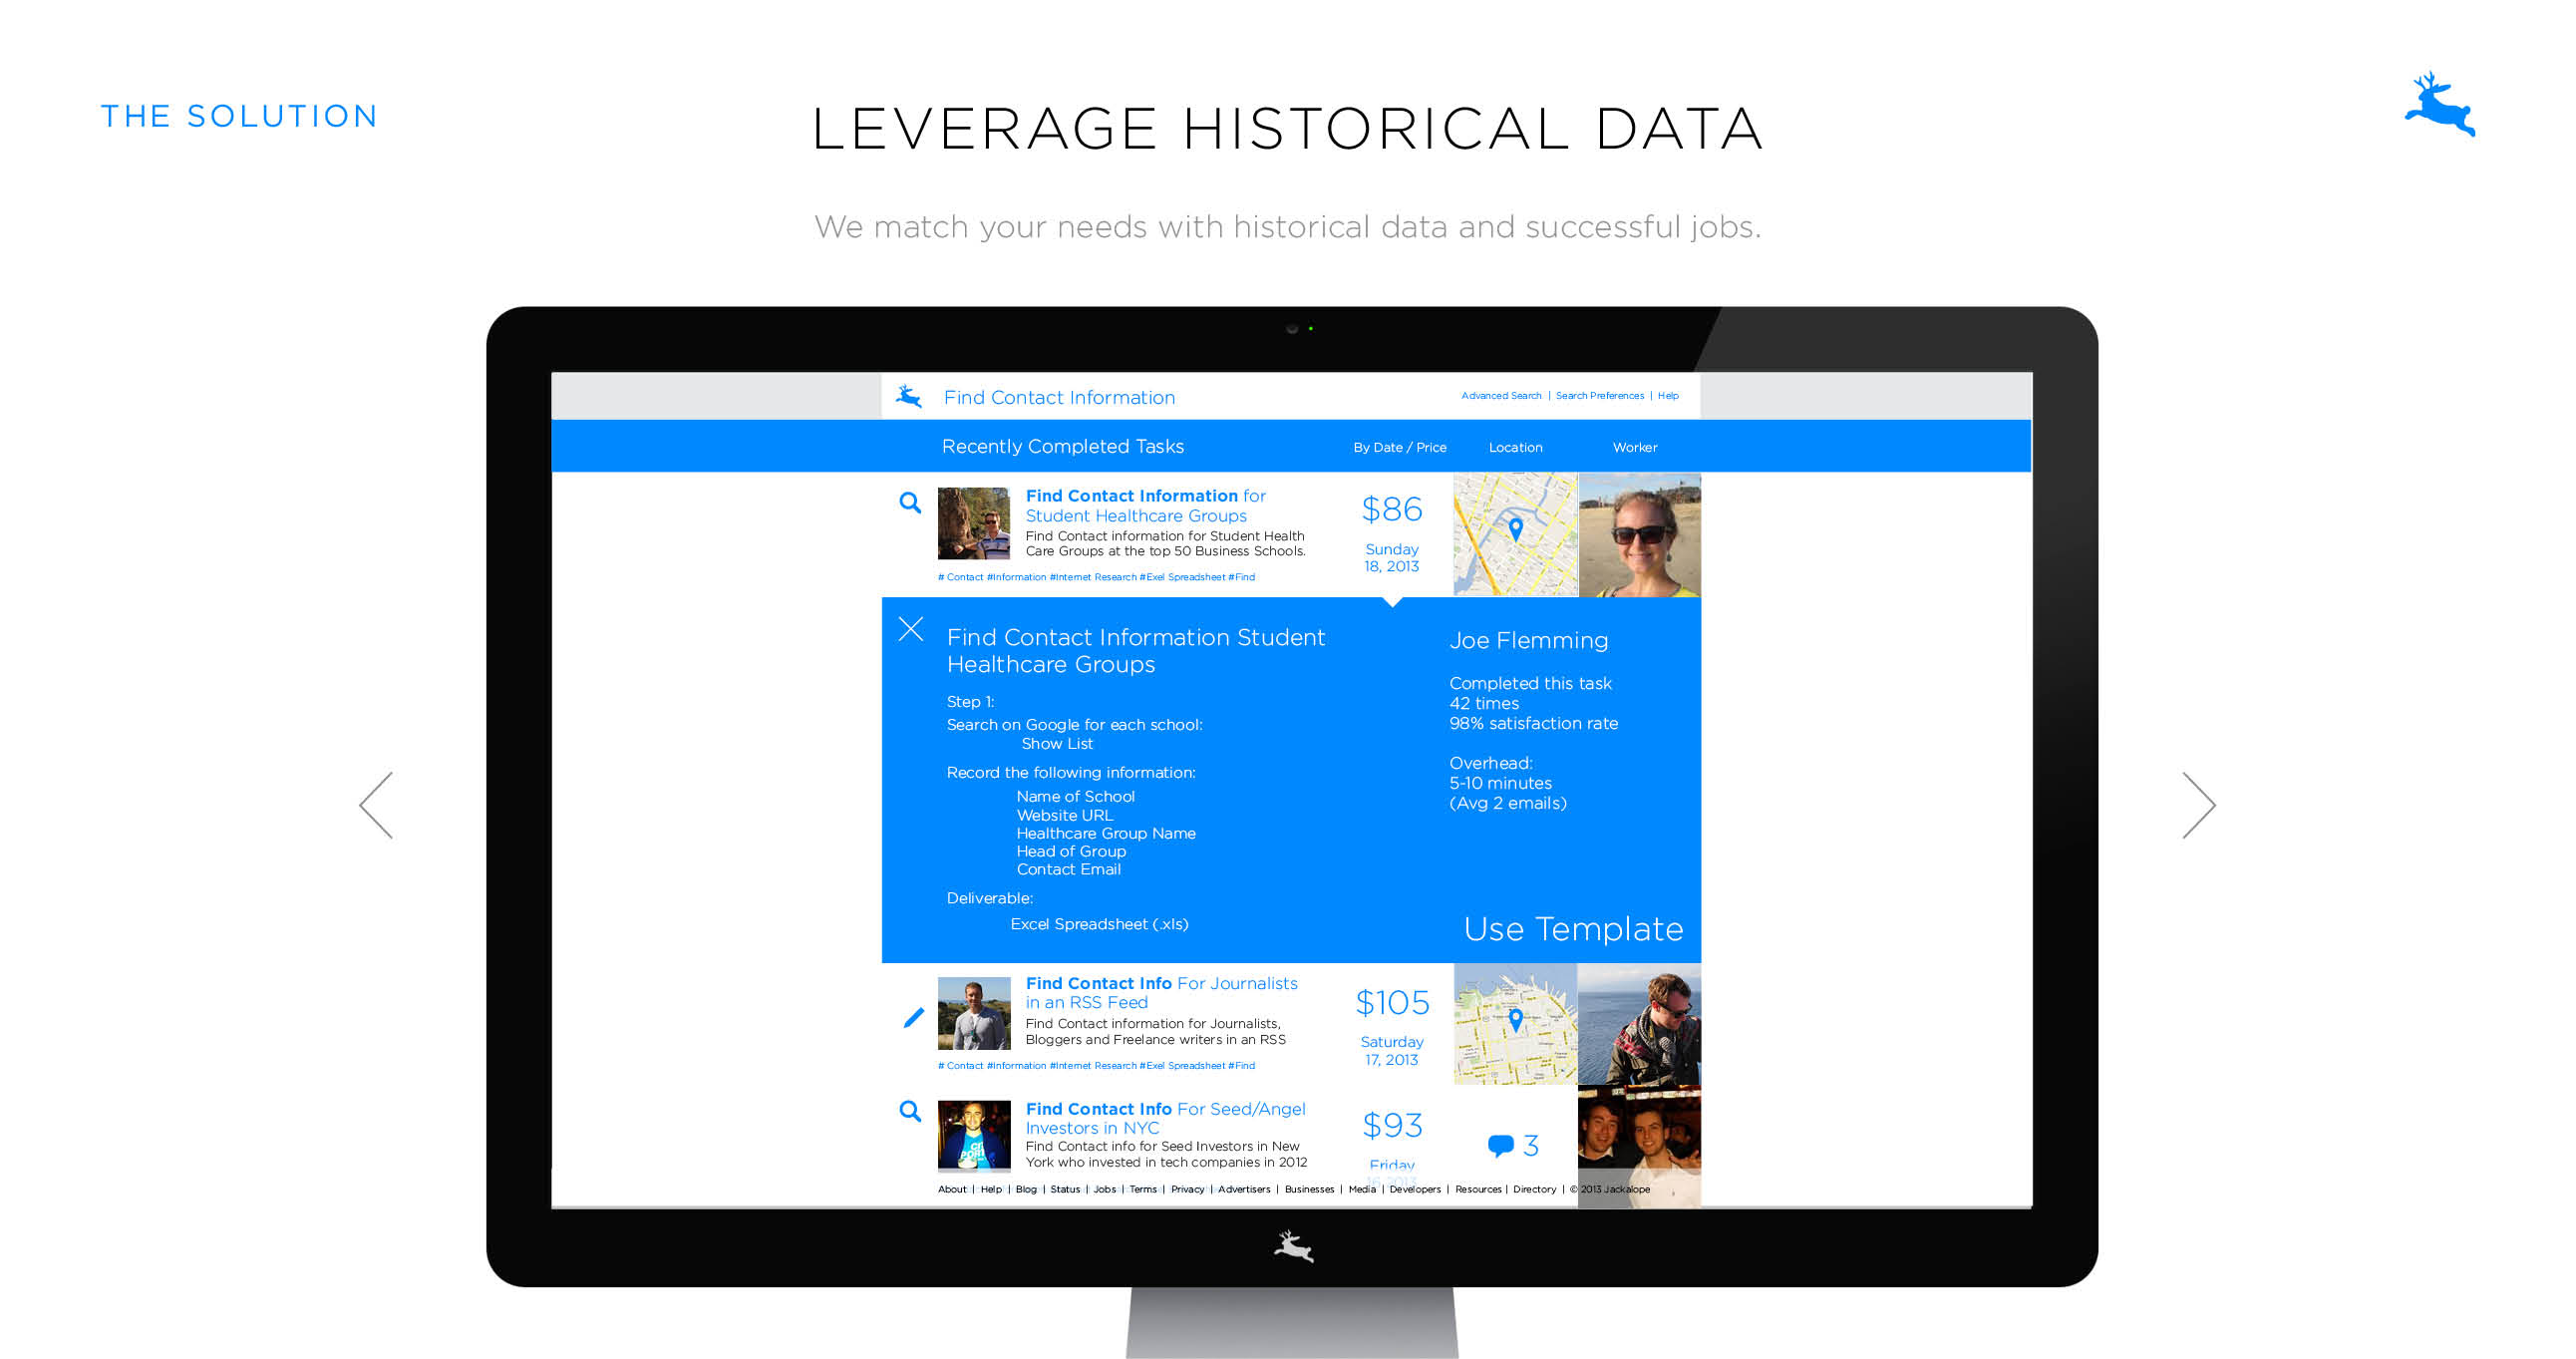 THE SOLUTION
LEVERAGE HISTORICAL DATA
We match your needs with historical data and successful jobs.
Find Contact Information
Advanced Search | Search Preferences | Help
Recently Completed Tasks
By Date / Price
Location
Worker
Find Contact Information for
Student Healthcare Groups
Find Contact information for Student Health
Care Groups at the top 50 Business Schools.
# Contact #Information #Internet Research #Exel Spreadsheet #Find
$86
Sunday
18, 2013
Find Contact Information Student
Healthcare Groups
Step 1:
Search on Google for each school:
Show List
Record the following information:
Name of School
Website URL
Healthcare Group Name
Head of Group
Contact Email
Deliverable:
Excel Spreadsheet (.xls)
Joe Flemming
Completed this task
42 times
98% satisfaction rate
Overhead:
5-10 minutes
(Avg 2 emails)
Use Template
Find Contact Info For Journalists
in an RSS Feed
Find Contact information for Journalists,
Bloggers and Freelance writers in an RSS
# Contact #Information #Internet Research #Exel Spreadsheet #Find
$105
Saturday
17, 2013
Find Contact Info For Seed/Angel
Investors in NYC
Find Contact info for Seed Investors in New
York who invested in tech companies in 2012
$93
Friday
16 2013
3
About | Help | Blog | Status | Jobs | Terms | Privacy | Advertisers | Businesses | Media | Developers | Resources | Directory | © 2013 Jackalope